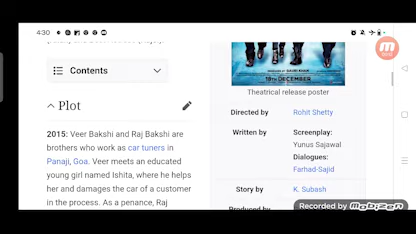 4:30
Contents
18TH DECEMBER
Theatrical release poster
Plot
Directed by Rohit Shetty
2015: Veer Bakshi and Raj Bakshi are
brothers who work as car tuners in
Panaji, Goa. Veer meets an educated
young girl named Ishita, where he helps
her and damages the car of a customer
in the process. As a penance, Raj
Written by Screenplay:
Yunus Sajawal
Dialogues:
Farhad-Sajid
Story by K. Subash
Produced by
Recorded by
MOBIZEN